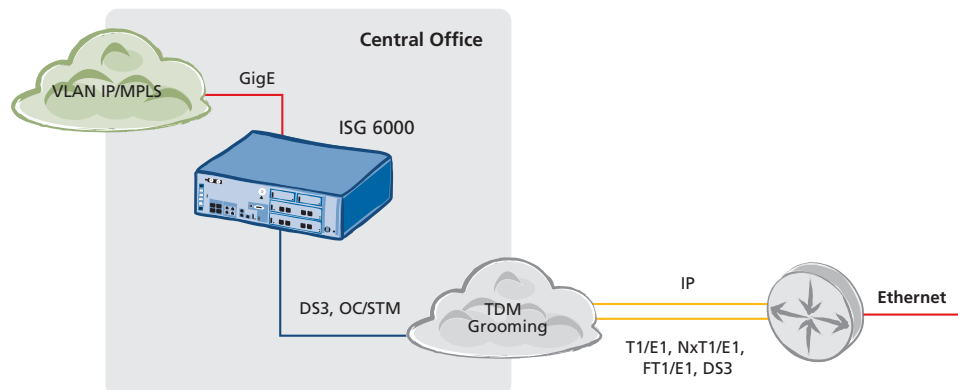 Central Office
VLAN IP/MPLS
GigE
ISG 6000
DS3, OC/STM
TDM
Grooming
IP
T1/E1, NxT1/E1,
FT1/E1, DS3
Ethernet